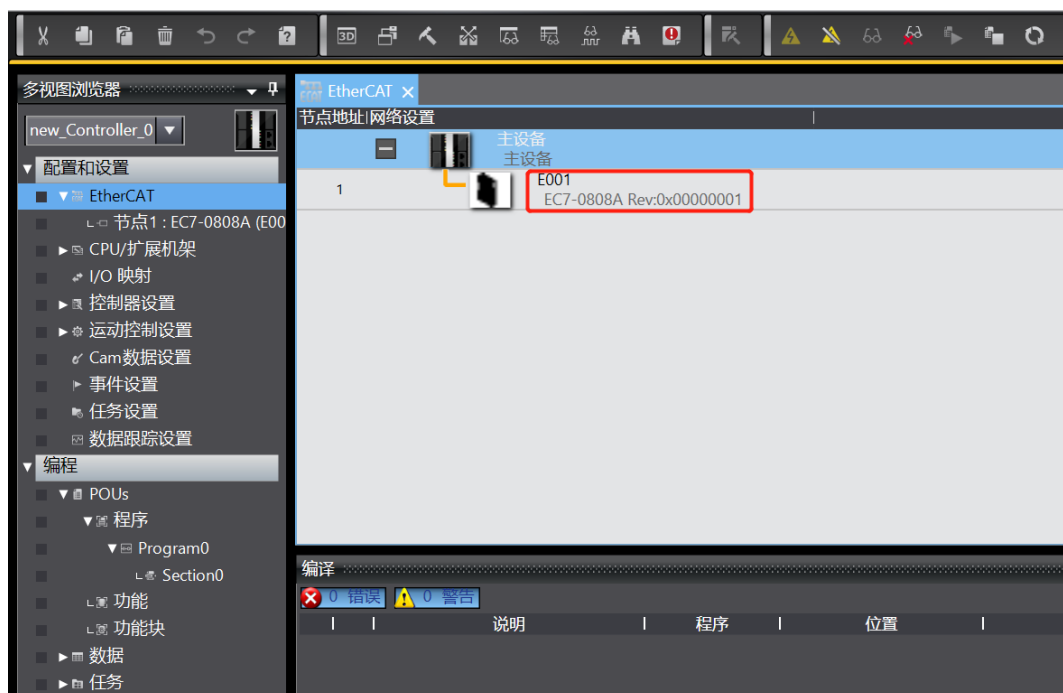 3D
多视图浏览器
new_Controller_0
配置和设置
EtherCAT
节点1 : EC7-0808A (E00
CPU/扩展机架
I/O 映射
控制器设置
运动控制设置
Cam数据设置
事件设置
任务设置
数据跟踪设置
编程
POUs
程序
Program0
Section0
功能
功能块
数据
任务
EtherCAT
节点地址|网络设置
主设备
主设备
1
E001
EC7-0808A Rev:0x00000001
编译
0 错误 0 警告
说明 程序 位置